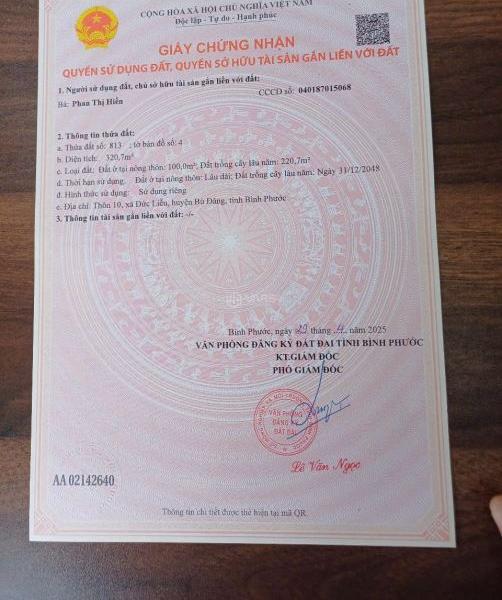 CỘNG HÒA XÃ HỘI CHỦ NGHĨA VIỆT NAM
Độc lập - Tự do - Hạnh phúc
GIẤY CHỨNG NHẬN
QUYỀN SỬ DỤNG ĐẤT, QUYỀN SỞ HỮU TÀI SẢN GẮN LIỀN VỚI ĐẤT
1. Người sử dụng đất, chủ sở hữu tài sản gắn liền với đất:
Bà: Phan Thị Hiền
CCCD số: 040187015068
2. Thông tin thửa đất:
a. Thửa đất số: 813 ; tờ bản đồ số: 4
b. Diện tích: 320,7m²
c. Loại đất: Đất ở tại nông thôn: 100,0m²; Đất trồng cây lâu năm: 220,7m²
d. Thời hạn sử dụng: Đất ở tại nông thôn: Lâu dài; Đất trồng cây lâu năm: Ngày 31/12/2048
đ. Hình thức sử dụng: Sử dụng riêng
e. Địa chỉ: Thôn 10, xã Đức Liễu, huyện Bù Đăng, tỉnh Bình Phước
3. Thông tin tài sản gắn liền với đất: -/-
Bình Phước, ngày 29 tháng 4 năm 2025
VĂN PHÒNG ĐĂNG KÝ ĐẤT ĐAI TỈNH BÌNH PHƯỚC
KT.GIÁM ĐỐC
PHÓ GIÁM ĐỐC
VĂN PHÒNG
ĐĂNG KÝ
ĐẤT ĐAI
Lê Văn Ngọc
AA 02142640
Thông tin chi tiết được thể hiện tại mã QR.